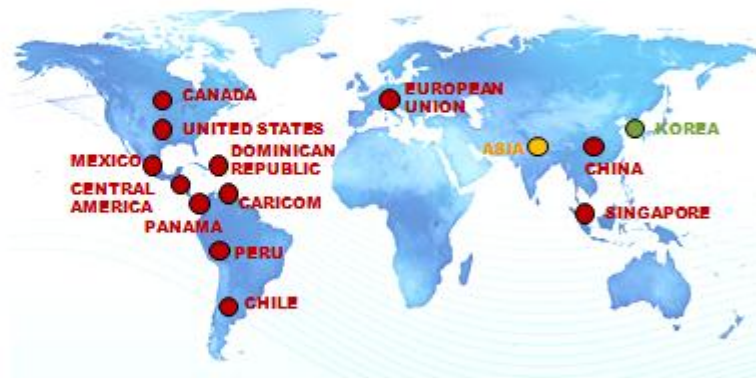 CANADA
EUROPEAN
UNION
UNITED STATES
KOREA
MEXICO
DOMINICAN
REPUBLIC
ASIA
CHINA
CENTRAL
AMERICA
CARICOM
PANAMA
SINGAPORE
PERU
CHILE